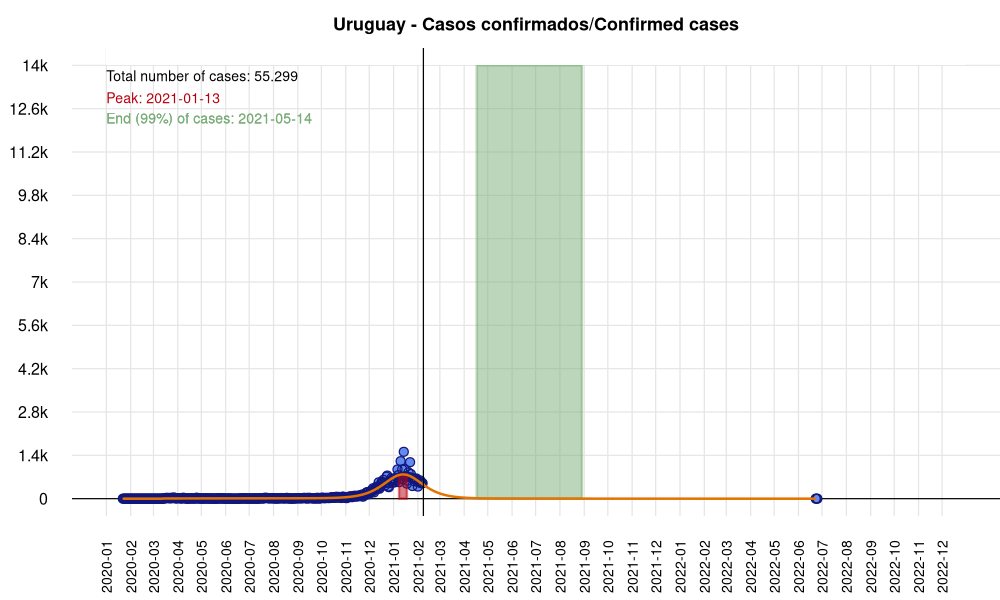 Uruguay - Casos confirmados/Confirmed cases
Total number of cases: 55.299
Peak: 2021-01-13
End (99%) of cases: 2021-05-14
14k
12.6k
11.2k
9.8k
8.4k
7k
5.6k
4.2k
2.8k
1.4k
0
2020-01
2020-02
2020-03
2020-04
2020-05
2020-06
2020-07
2020-08
2020-09
2020-10
2020-11
2020-12
2021-01
2021-02
2021-03
2021-04
2021-05
2021-06
2021-07
2021-08
2021-09
2021-10
2021-11
2021-12
2022-01
2022-02
2022-03
2022-04
2022-05
2022-06
2022-07
2022-08
2022-09
2022-10
2022-11
2022-12